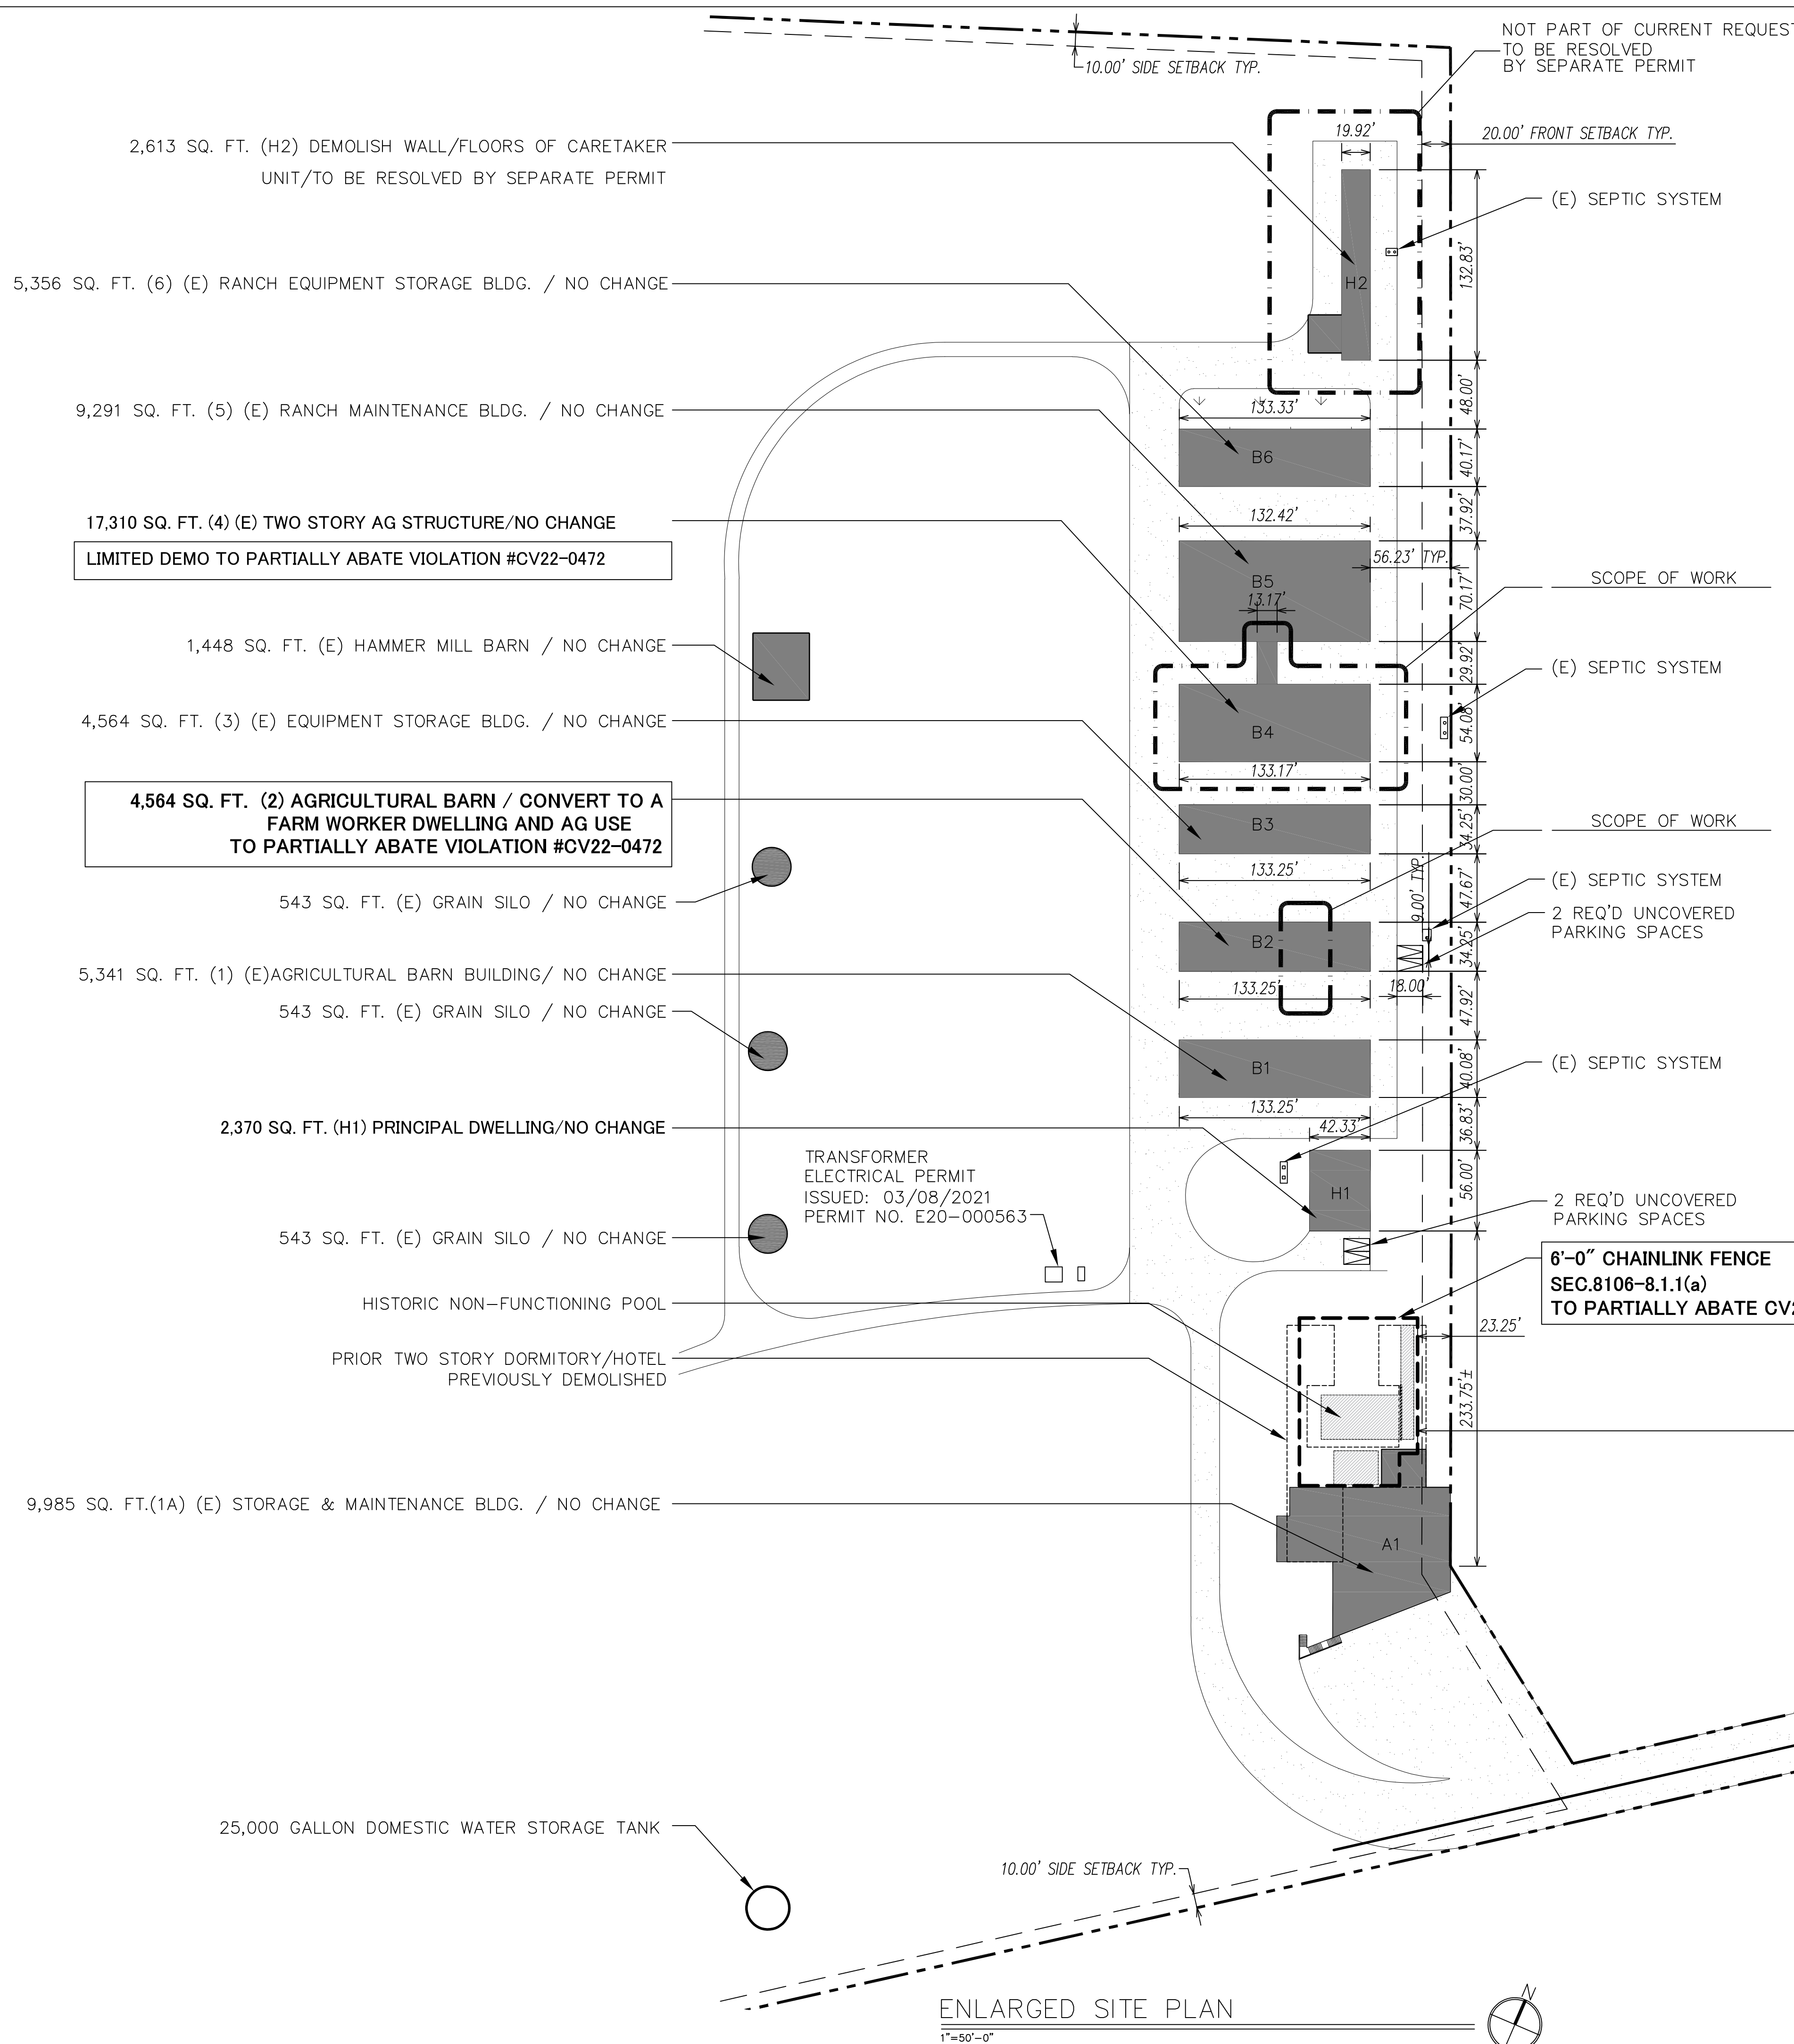 NOT PART OF CURRENT REQUEST
TO BE RESOLVED
BY SEPARATE PERMIT
10.00' SIDE SETBACK TYP.
19.92'
20.00' FRONT SETBACK TYP.
2,613 SQ. FT. (H2) DEMOLISH WALL/FLOORS OF CARETAKER
UNIT/TO BE RESOLVED BY SEPARATE PERMIT
(E) SEPTIC SYSTEM
132.83'
H2
5,356 SQ. FT. (6) (E) RANCH EQUIPMENT STORAGE BLDG. / NO CHANGE
48.00'
9,291 SQ. FT. (5) (E) RANCH MAINTENANCE BLDG. / NO CHANGE
133.33'
B6
40.17'
37.92'
17,310 SQ. FT. (4) (E) TWO STORY AG STRUCTURE/NO CHANGE
132.42'
LIMITED DEMO TO PARTIALLY ABATE VIOLATION #CV22-0472
56.23' TYP.
B5
70.17'
SCOPE OF WORK
13.17'
1,448 SQ. FT. (E) HAMMER MILL BARN / NO CHANGE
29.92'
(E) SEPTIC SYSTEM
4,564 SQ. FT. (3) (E) EQUIPMENT STORAGE BLDG. / NO CHANGE
B4
54.08'
133.17'
30.00'
4,564 SQ. FT. (2) AGRICULTURAL BARN / CONVERT TO A
FARM WORKER DWELLING AND AG USE
TO PARTIALLY ABATE VIOLATION #CV22-0472
B3
34.25'
SCOPE OF WORK
133.25'
9.00' TYP.
47.67'
(E) SEPTIC SYSTEM
543 SQ. FT. (E) GRAIN SILO / NO CHANGE
2 REQ'D UNCOVERED
PARKING SPACES
B2
34.25'
5,341 SQ. FT. (1) (E)AGRICULTURAL BARN BUILDING/ NO CHANGE
133.25'
18.00'
47.92'
543 SQ. FT. (E) GRAIN SILO / NO CHANGE
B1
40.08'
(E) SEPTIC SYSTEM
133.25'
36.83'
2,370 SQ. FT. (H1) PRINCIPAL DWELLING/NO CHANGE
42.33'
TRANSFORMER
ELECTRICAL PERMIT
ISSUED: 03/08/2021
PERMIT NO. E20-000563
H1
56.00'
2 REQ'D UNCOVERED
PARKING SPACES
543 SQ. FT. (E) GRAIN SILO / NO CHANGE
6'-0" CHAINLINK FENCE
SEC.8106-8.1.1(a)
TO PARTIALLY ABATE CV2
HISTORIC NON-FUNCTIONING POOL
23.25'
PRIOR TWO STORY DORMITORY/HOTEL
PREVIOUSLY DEMOLISHED
233.75'±
9,985 SQ. FT.(1A) (E) STORAGE & MAINTENANCE BLDG. / NO CHANGE
A1
25,000 GALLON DOMESTIC WATER STORAGE TANK
10.00' SIDE SETBACK TYP.
ENLARGED SITE PLAN
1"=50'-0"
N